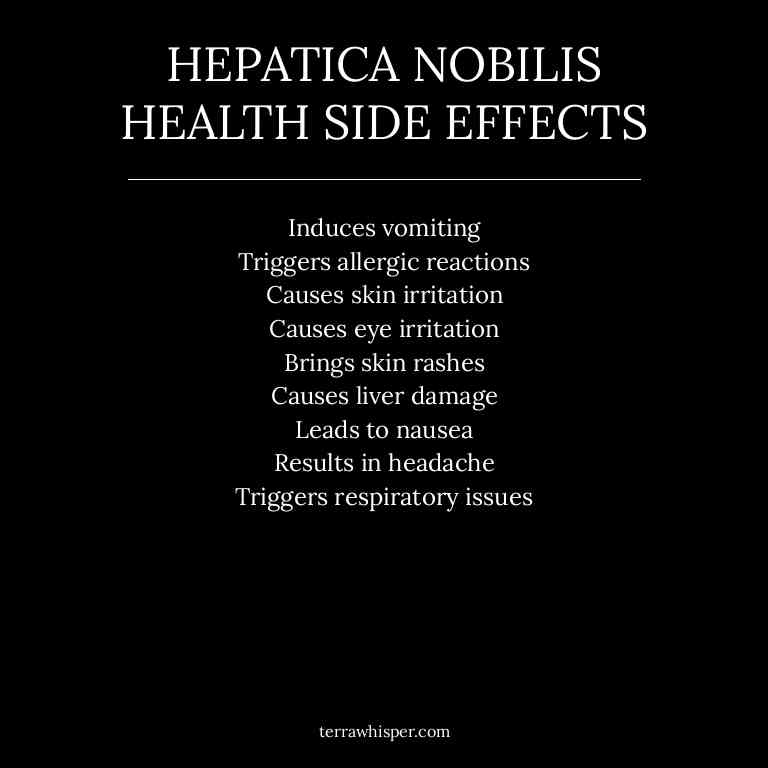 HEPATICA NOBILIS
HEALTH SIDE EFFECTS
Induces vomiting
Triggers allergic reactions
Causes skin irritation
Causes eye irritation
Brings skin rashes
Causes liver damage
Leads to nausea
Results in headache
Triggers respiratory issues
terrawhisper.com